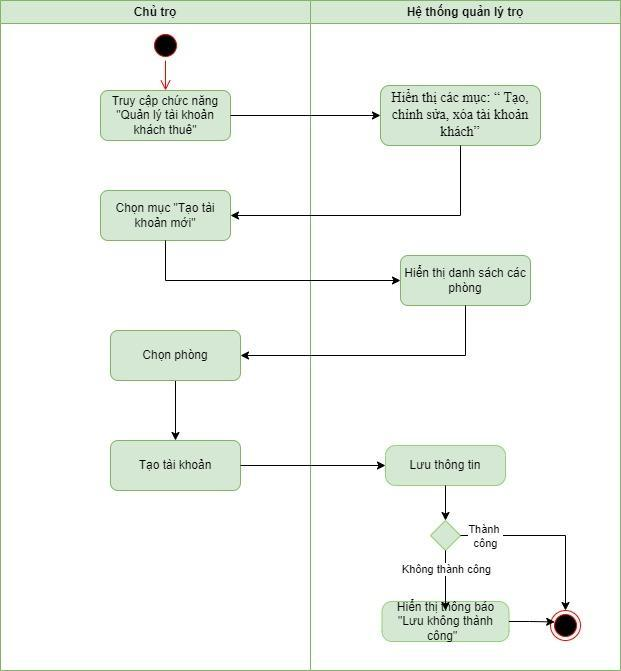 Chủ trọ
Hệ thống quản lý trọ
Truy cập chức năng
"Quản lý tài khoản
khách thuê"
Hiển thị các mục: “ Tạo,
chỉnh sửa, xóa tài khoản
khách”
Chọn mục "Tạo tài
khoản mới"
Hiển thị danh sách các
phòng
Chọn phòng
Tạo tài khoản
Lưu thông tin
Thành
công
Không thành công
Hiển thị thông báo
"Lưu không thành
công"